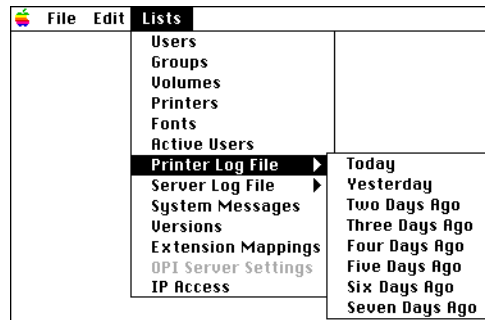 File Edit Lists
Users
Groups
Volumes
Printers
Fonts
Active Users
Printer Log File
Server Log File
System Messages
Versions
Extension Mappings
OPI Server Settings
IP Access
Today
Yesterday
Two Days Ago
Three Days Ago
Four Days Ago
Five Days Ago
Six Days Ago
Seven Days Ago